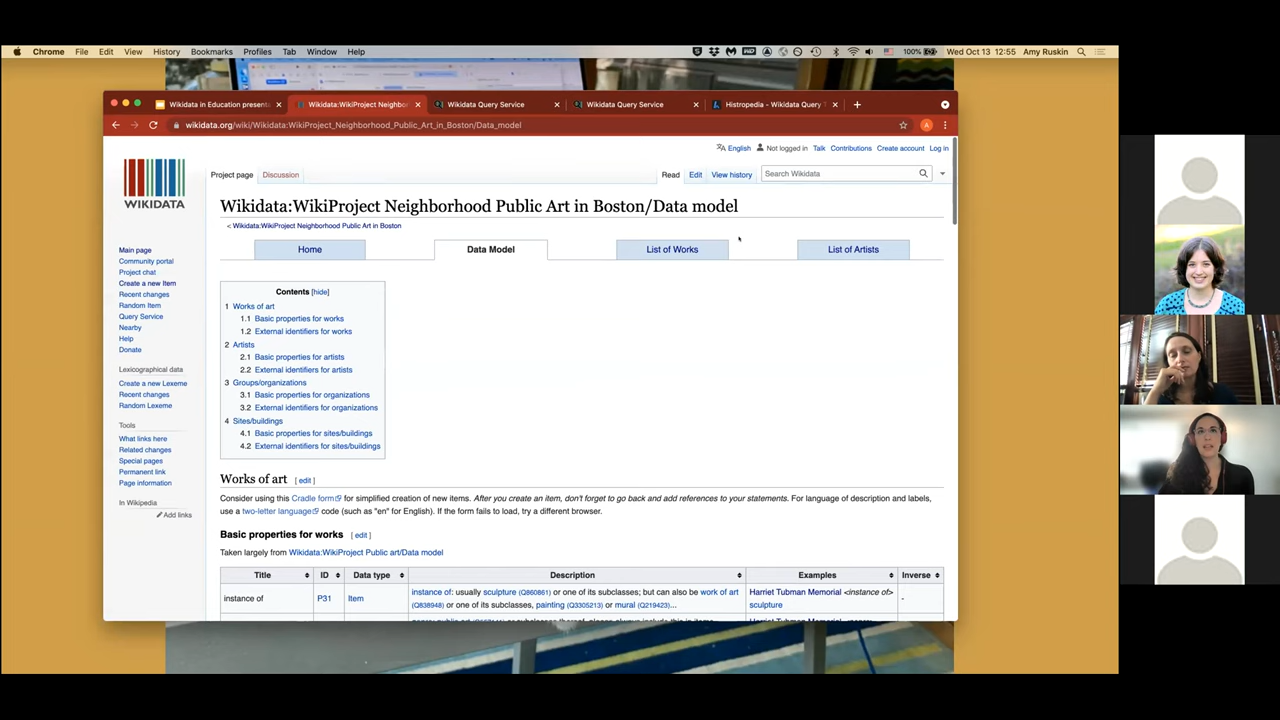 Chrome File Edit View History Bookmarks Profiles Tab Window Help 100% Wed Oct 13 12:55 Amy Ruskin
Wikidata in Education present Wikidata:WikiProject Neighbor Wikidata Query Service Wikidata Query Service Histropedia - Wikidata Query T
wikidata.org/wiki/Wikidata:WikiProject_Neighborhood_Public_Art_in_Boston/Data_model
English Not logged in Talk Contributions Create account Log in
WIKIDATA
Project page Discussion Read Edit View history Search Wikidata
Wikidata:WikiProject Neighborhood Public Art in Boston/Data model
< Wikidata:WikiProject Neighborhood Public Art in Boston
Home Data Model List of Works List of Artists
Main page
Community portal
Project chat
Create a new Item
Recent changes
Random Item
Query Service
Nearby
Help
Donate
Lexicographical data
Create a new Lexeme
Recent changes
Random Lexeme
Tools
What links here
Related changes
Special pages
Permanent link
Page information
In Wikipedia
Add links
Contents [hide]
1 Works of art
1.1 Basic properties for works
1.2 External identifiers for works
2 Artists
2.1 Basic properties for artists
2.2 External identifiers for artists
3 Groups/organizations
3.1 Basic properties for organizations
3.2 External identifiers for organizations
4 Sites/buildings
4.1 Basic properties for sites/buildings
4.2 External identifiers for sites/buildings
Works of art [ edit ]
Consider using this Cradle form for simplified creation of new items. After you create an item, don't forget to go back and add references to your statements. For language of description and labels,
use a two-letter language code (such as "en" for English). If the form fails to load, try a different browser.
Basic properties for works [ edit ]
Taken largely from Wikidata:WikiProject Public art/Data model
Title ID Data type Description Examples Inverse
instance of P31 Item instance of: usually sculpture (Q860861) or one of its subclasses; but can also be work of art Harriet Tubman Memorial <instance of> -
(Q838948) or one of its subclasses, painting (Q3305213) or mural (Q219423)... sculpture